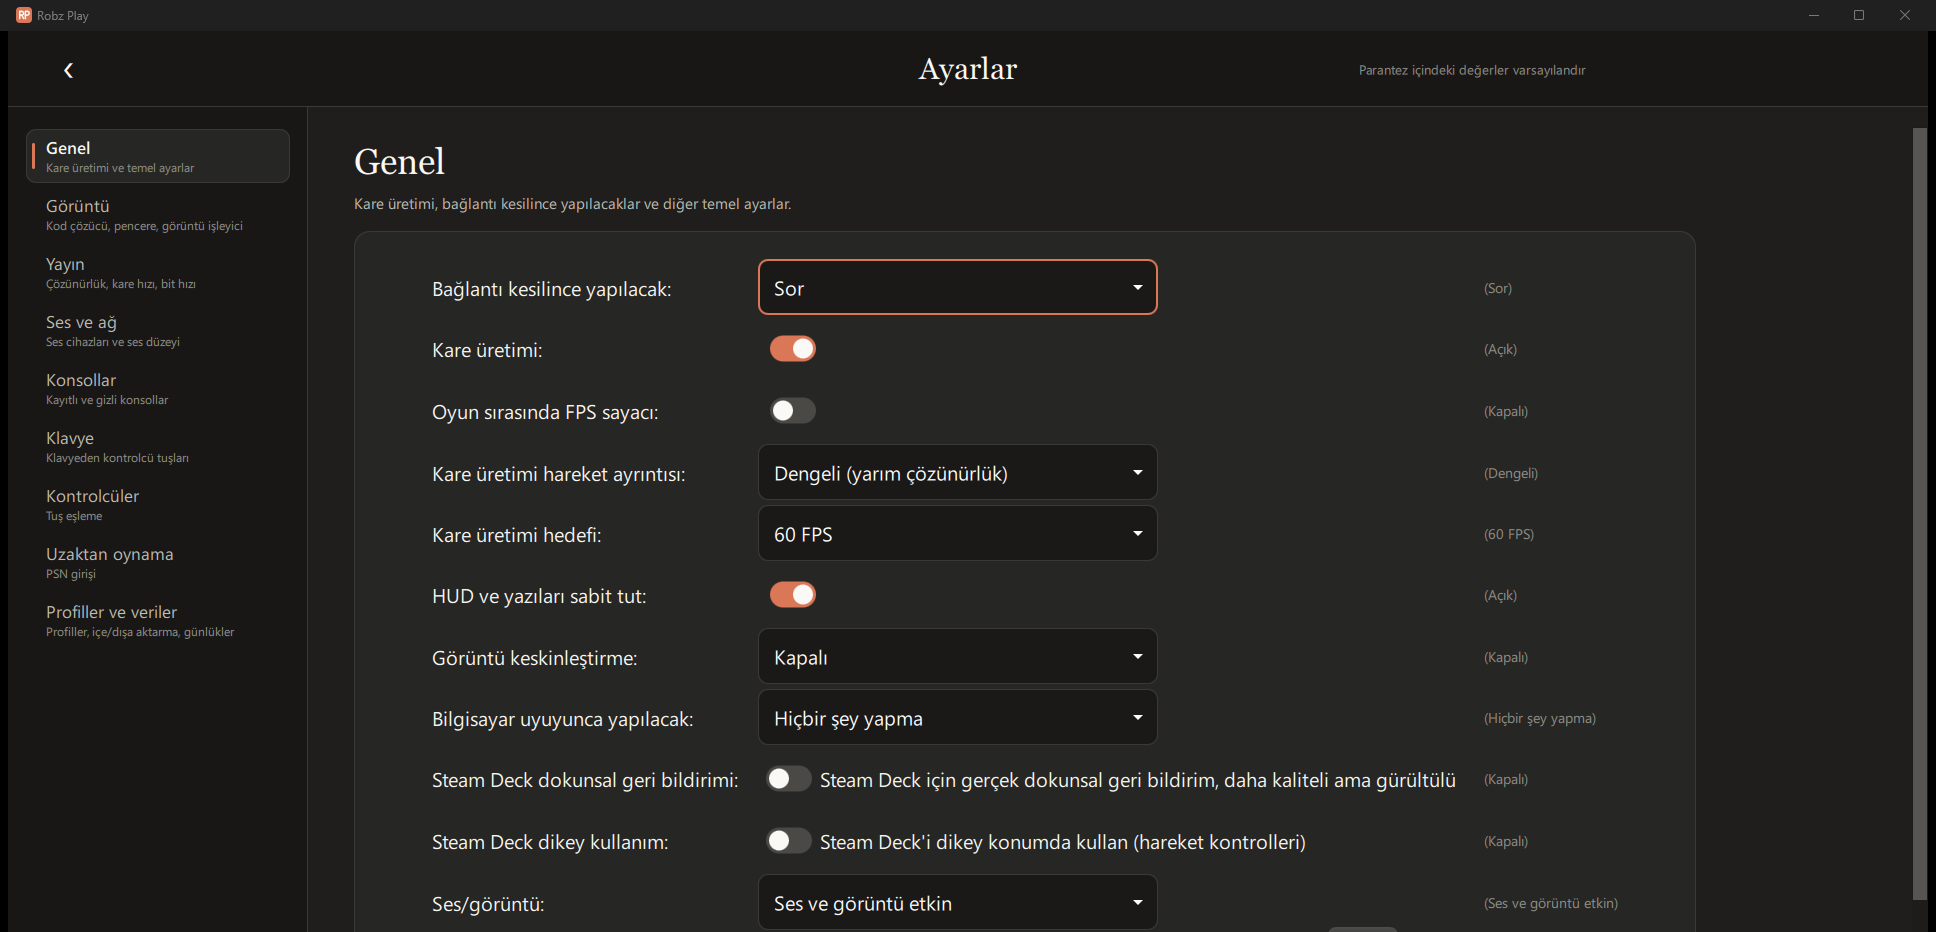 RP Robz Play
Ayarlar
Parantez içindeki değerler varsayılandır
Genel
Kare üretimi ve temel ayarlar
Görüntü
Kod çözücü, pencere, görüntü işleyici
Yayın
Çözünürlük, kare hızı, bit hızı
Ses ve ağ
Ses cihazları ve ses düzeyi
Konsollar
Kayıtlı ve gizli konsollar
Klavye
Klavyeden kontrolcü tuşları
Kontrolcüler
Tuş eşleme
Uzaktan oynama
PSN girişi
Profiller ve veriler
Profiller, içe/dışa aktarma, günlükler
Genel
Kare üretimi, bağlantı kesilince yapılacaklar ve diğer temel ayarlar.
Bağlantı kesilince yapılacak: Sor (Sor)
Kare üretimi: (Açık)
Oyun sırasında FPS sayacı: (Kapalı)
Kare üretimi hareket ayrıntısı: Dengeli (yarım çözünürlük) (Dengeli)
Kare üretimi hedefi: 60 FPS (60 FPS)
HUD ve yazıları sabit tut: (Açık)
Görüntü keskinleştirme: Kapalı (Kapalı)
Bilgisayar uyuyunca yapılacak: Hiçbir şey yapma (Hiçbir şey yapma)
Steam Deck dokunsal geri bildirimi: Steam Deck için gerçek dokunsal geri bildirim, daha kaliteli ama gürültülü (Kapalı)
Steam Deck dikey kullanım: Steam Deck'i dikey konumda kullan (hareket kontrolleri) (Kapalı)
Ses/görüntü: Ses ve görüntü etkin (Ses ve görüntü etkin)